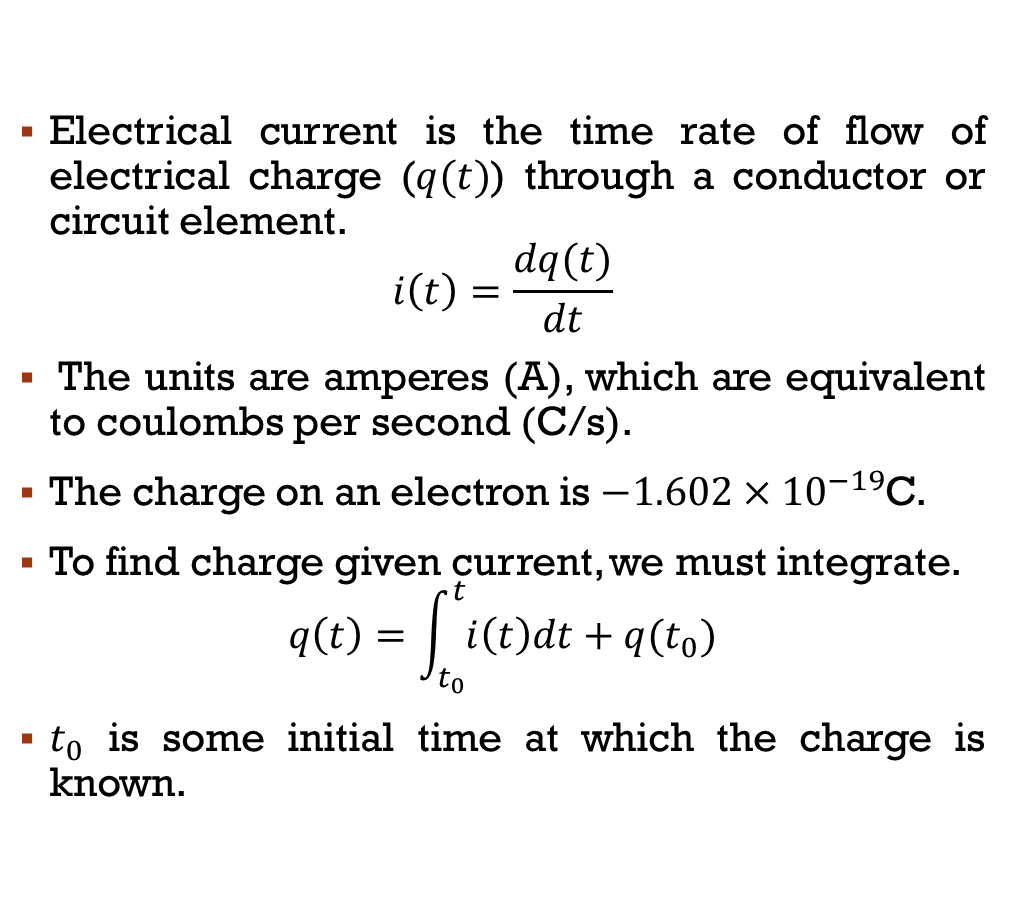 ▪ Electrical current is the time rate of flow of
electrical charge (q(t)) through a conductor or
circuit element.
i(t) = dq(t)/dt
▪ The units are amperes (A), which are equivalent
to coulombs per second (C/s).
▪ The charge on an electron is −1.602 × 10⁻¹⁹C.
▪ To find charge given current, we must integrate.
q(t) = ∫_{t₀}^{t} i(t)dt + q(t₀)
▪ t₀ is some initial time at which the charge is
known.